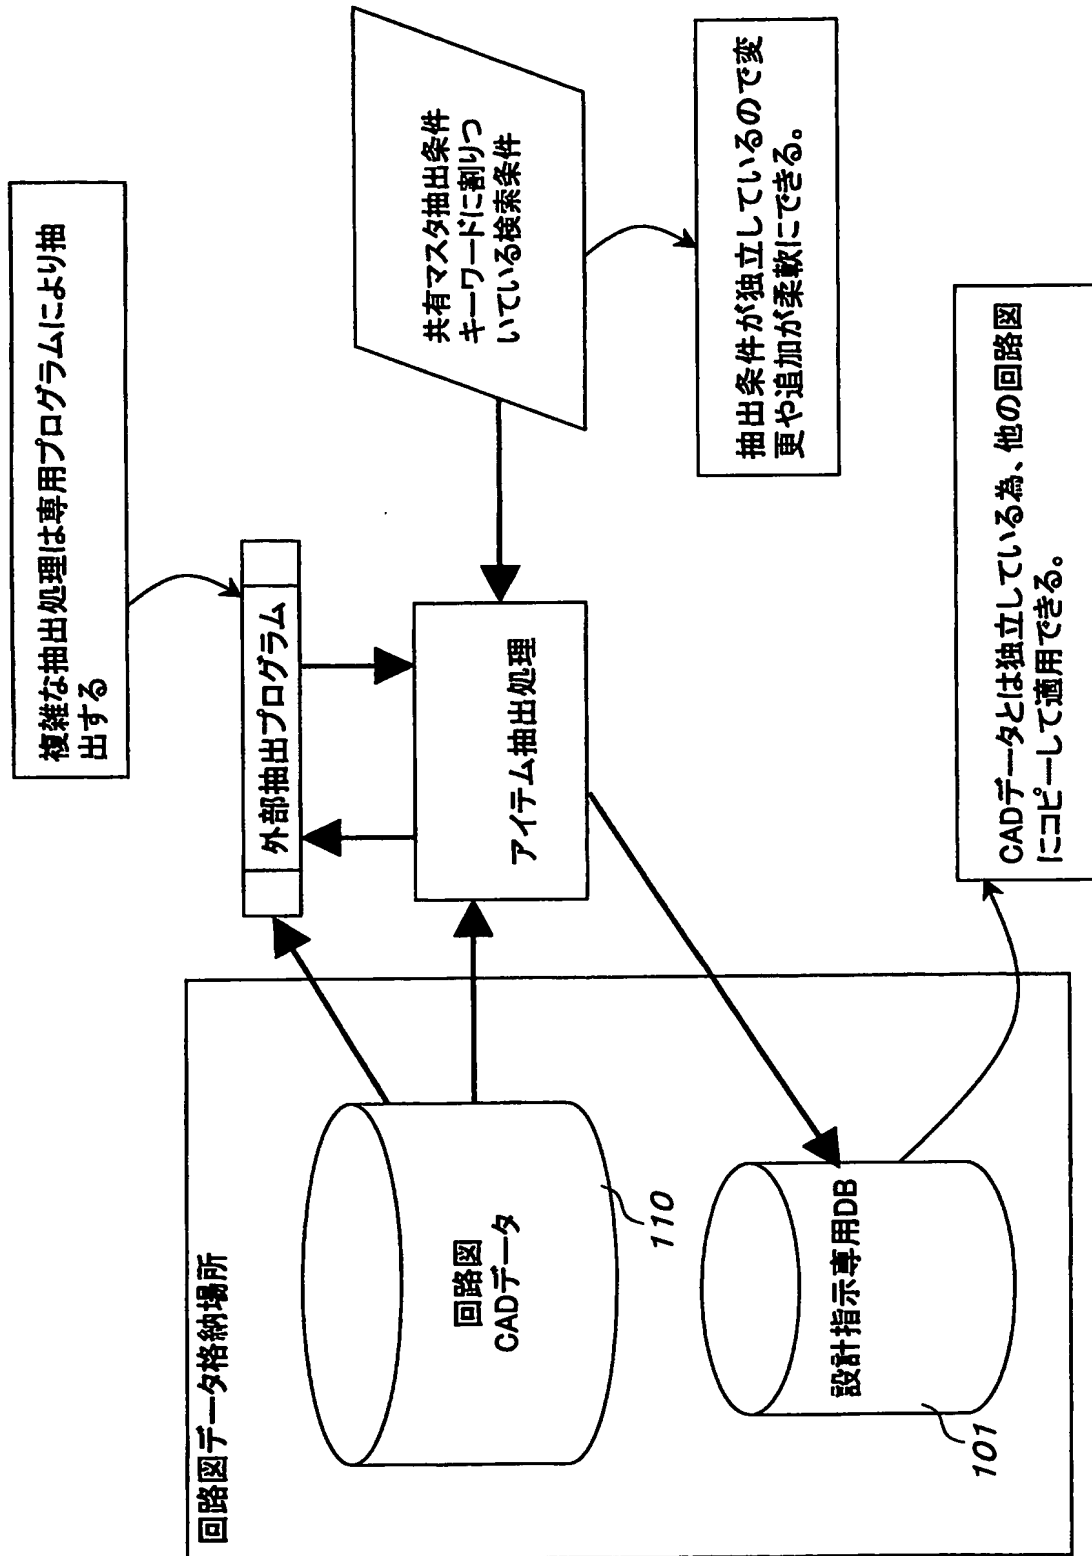 回路図データ格納場所
回路図
CADデータ
110
設計指示専用DB
101
複雑な抽出処理は専用プログラムにより抽
出する
外部抽出プログラム
アイテム抽出処理
共有マスタ抽出条件
キーワードに割りつ
いている検索条件
抽出条件が独立しているので変
更や追加が柔軟にできる。
CADデータとは独立している為、他の回路図
にコピーして適用できる。